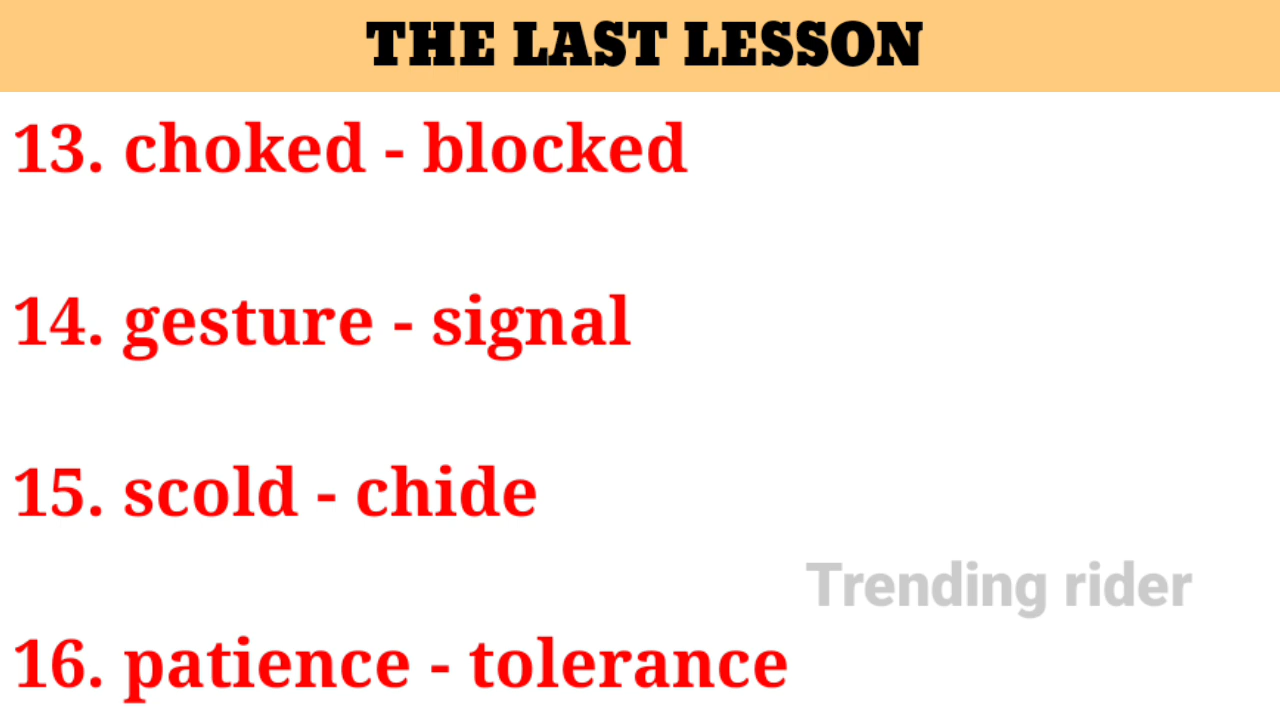 THE LAST LESSON
13. choked - blocked
14. gesture - signal
15. scold - chide
Trending rider
16. patience - tolerance